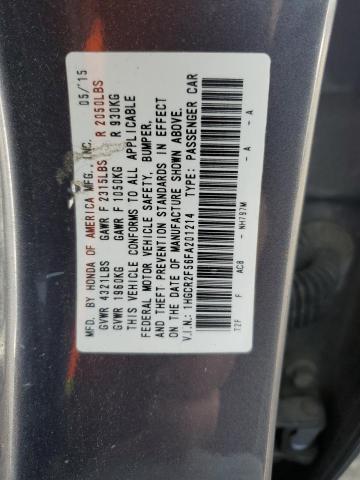 MFD. BY HONDA OF AMERICA MFG., INC. 05/15
GVWR 4321LBS GAWR F 2315LBS R 2050LBS
GVWR 1960KG GAWR F 1050KG R 930KG
THIS VEHICLE CONFORMS TO ALL APPLICABLE
FEDERAL MOTOR VEHICLE SAFETY, BUMPER,
AND THEFT PREVENTION STANDARDS IN EFFECT
ON THE DATE OF MANUFACTURE SHOWN ABOVE.
V.I.N.: 1HGCR2F56FA201214 TYPE: PASSENGER CAR
T2F F AC8 - NH797M - A - A